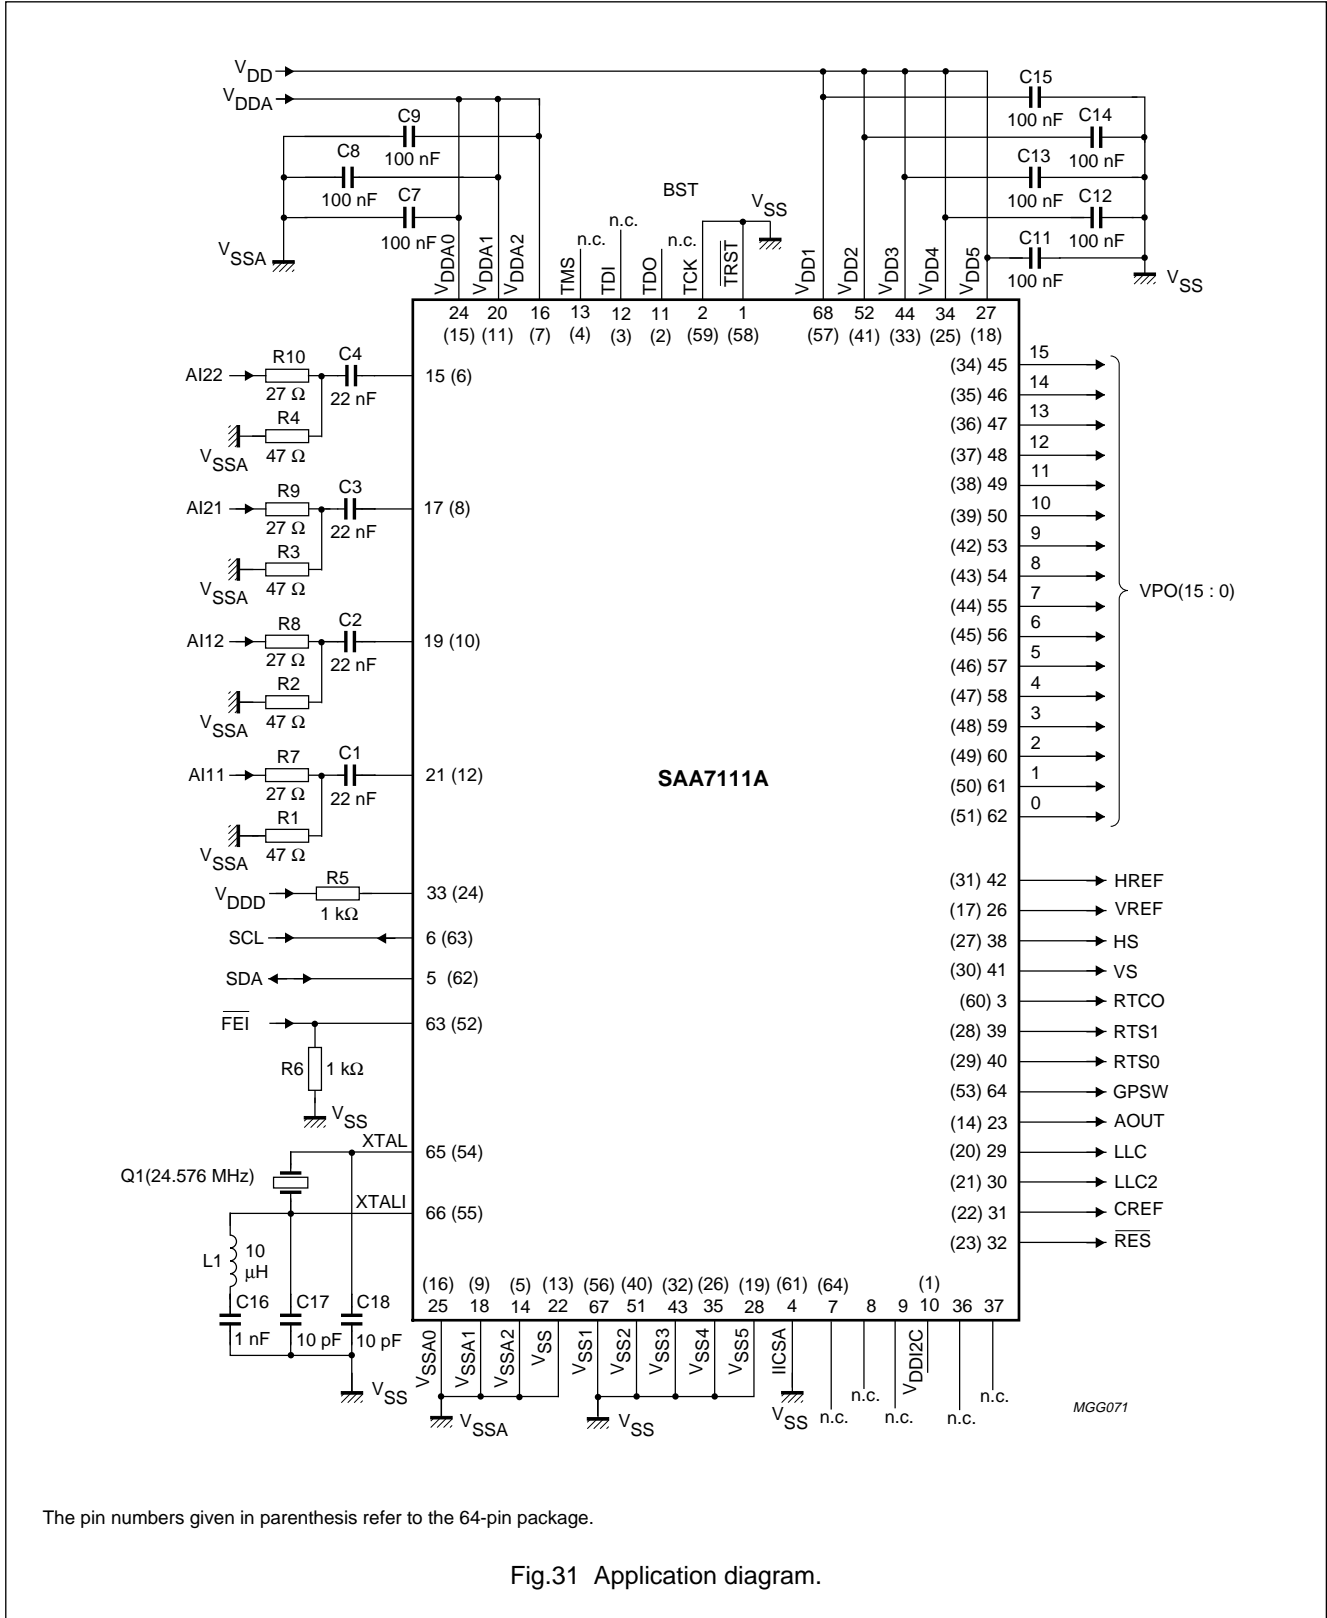 VDD
VDDA
C15
100 nF
C9
100 nF
C14
100 nF
C8
100 nF
C13
100 nF
C7
100 nF
C12
100 nF
C11
100 nF
VSSA
VSS
BST
n.c.
n.c.
n.c.
VSS
VDDA0
VDDA1
VDDA2
TMS
TDI
TDO
TCK
TRST
VDD1
VDD2
VDD3
VDD4
VDD5
24 20 16 13 12 11 2 1 68 52 44 34 27
(15) (11) (7) (4) (3) (2) (59) (58) (57) (41) (33) (25) (18)
AI22
R10
27 Ω
C4
22 nF
15 (6)
R4
47 Ω
VSSA
AI21
R9
27 Ω
C3
22 nF
17 (8)
R3
47 Ω
VSSA
AI12
R8
27 Ω
C2
22 nF
19 (10)
R2
47 Ω
VSSA
AI11
R7
27 Ω
C1
22 nF
21 (12)
R1
47 Ω
VSSA
VDDD
R5
1 kΩ
33 (24)
SCL
6 (63)
SDA
5 (62)
FEI
63 (52)
R6
1 kΩ
VSS
XTAL
65 (54)
Q1(24.576 MHz)
XTALI
66 (55)
L1
10
μH
C16
1 nF
C17
10 pF
C18
10 pF
VSS
SAA7111A
(34) 45 15
(35) 46 14
(36) 47 13
(37) 48 12
(38) 49 11
(39) 50 10
(42) 53 9
(43) 54 8
(44) 55 7
(45) 56 6
(46) 57 5
(47) 58 4
(48) 59 3
(49) 60 2
(50) 61 1
(51) 62 0
VPO(15 : 0)
(31) 42 HREF
(17) 26 VREF
(27) 38 HS
(30) 41 VS
(60) 3 RTCO
(28) 39 RTS1
(29) 40 RTS0
(53) 64 GPSW
(14) 23 AOUT
(20) 29 LLC
(21) 30 LLC2
(22) 31 CREF
(23) 32 RES
(16) (9) (5) (13) (56) (40) (32) (26) (19) (61) (64) (1)
25 18 14 22 67 51 43 35 28 4 7 8 9 10 36 37
VSSA0
VSSA1
VSSA2
VSS
VSS1
VSS2
VSS3
VSS4
VSS5
IICSA
VDDI2C
VSSA
VSS
VSS
n.c.
n.c.
n.c.
n.c.
n.c.
MGG071
The pin numbers given in parenthesis refer to the 64-pin package.
Fig.31 Application diagram.